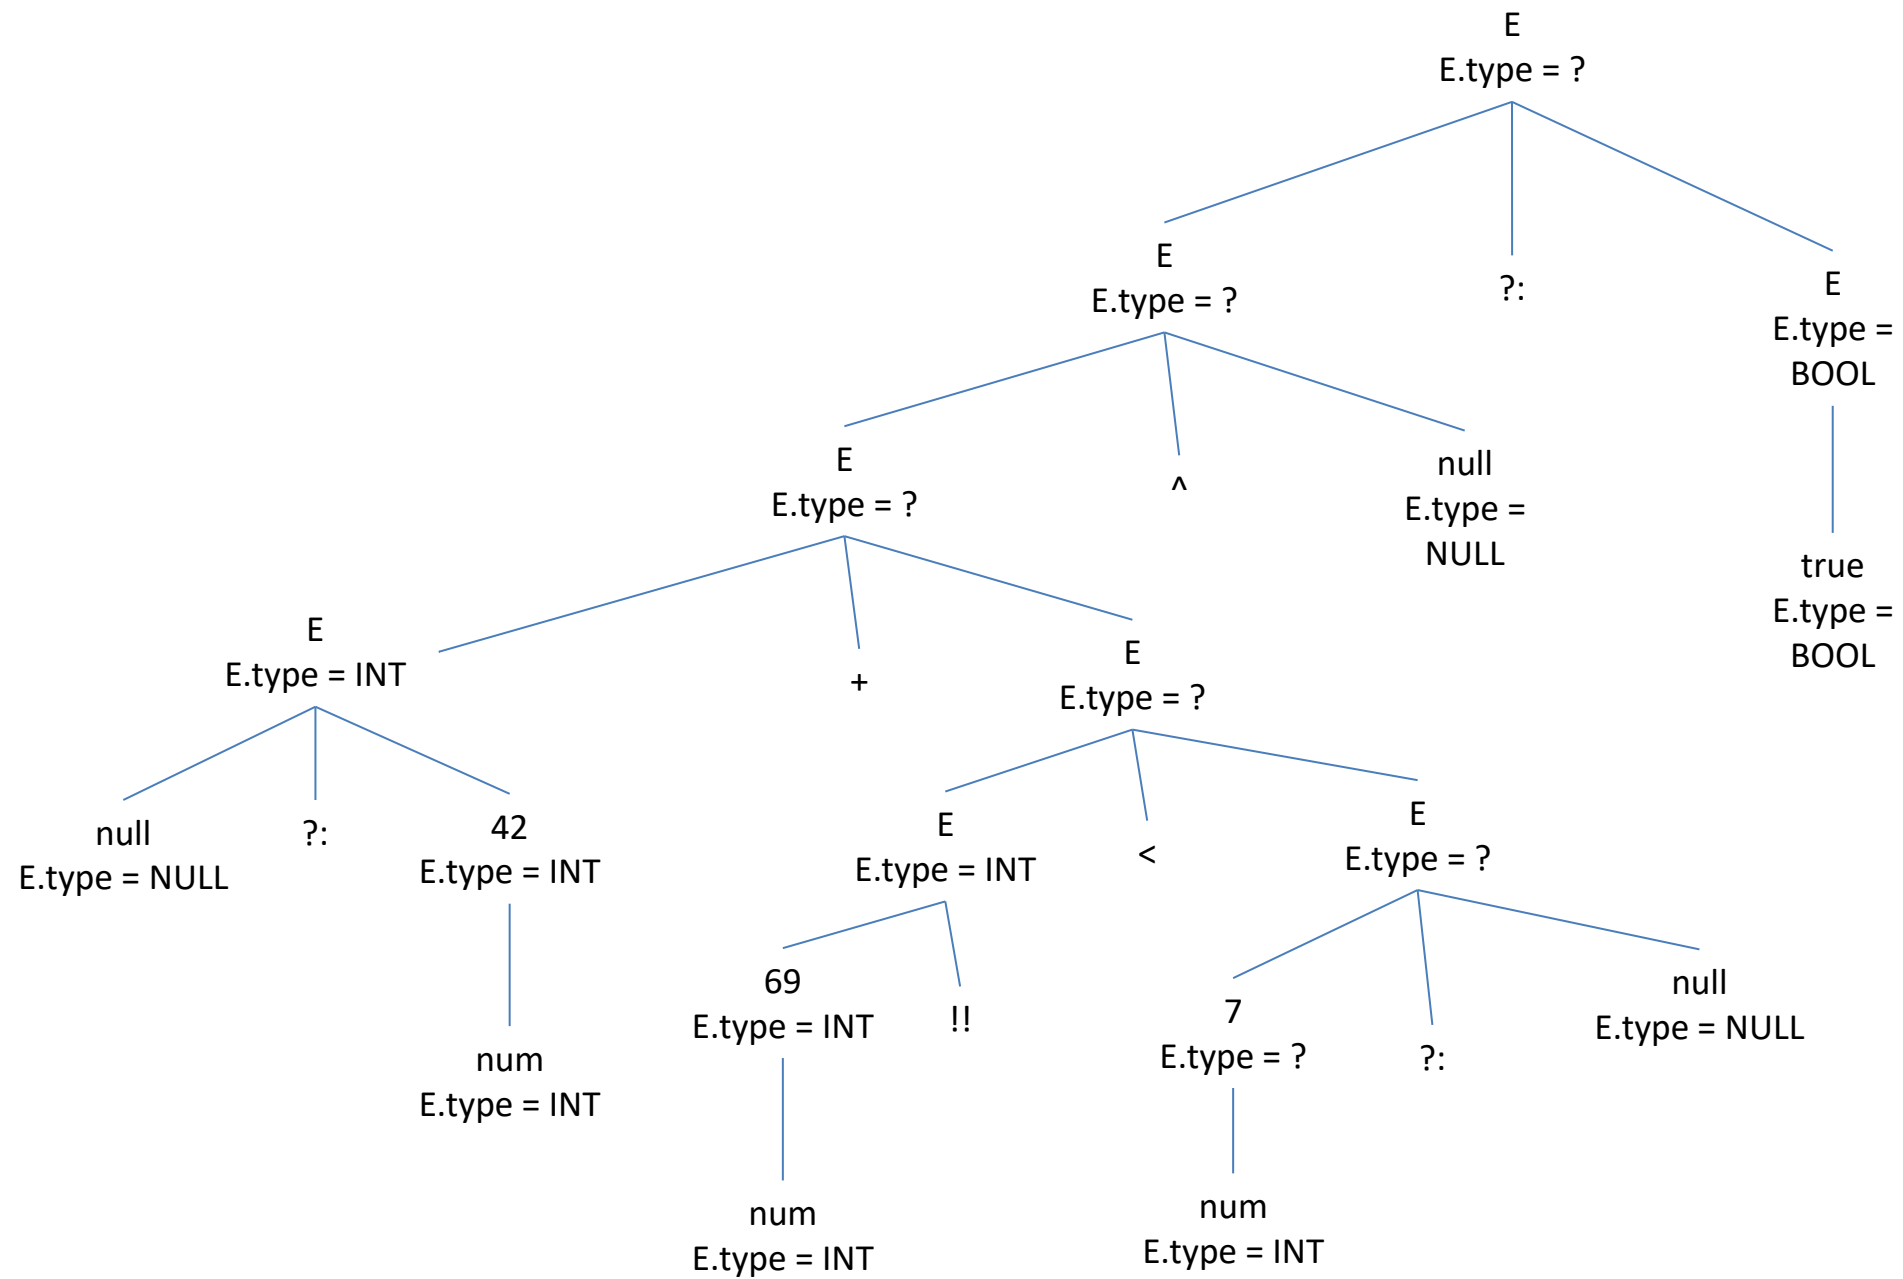 E
E.type = ?
E
E.type = ?
?:
E
E.type =
BOOL
E
E.type = ?
^
null
E.type =
NULL
true
E.type =
BOOL
E
E.type = INT
+
E
E.type = ?
null
E.type = NULL
?:
42
E.type = INT
E
E.type = INT
<
E
E.type = ?
69
E.type = INT
!!
7
E.type = ?
?:
null
E.type = NULL
num
E.type = INT
num
E.type = INT
num
E.type = INT